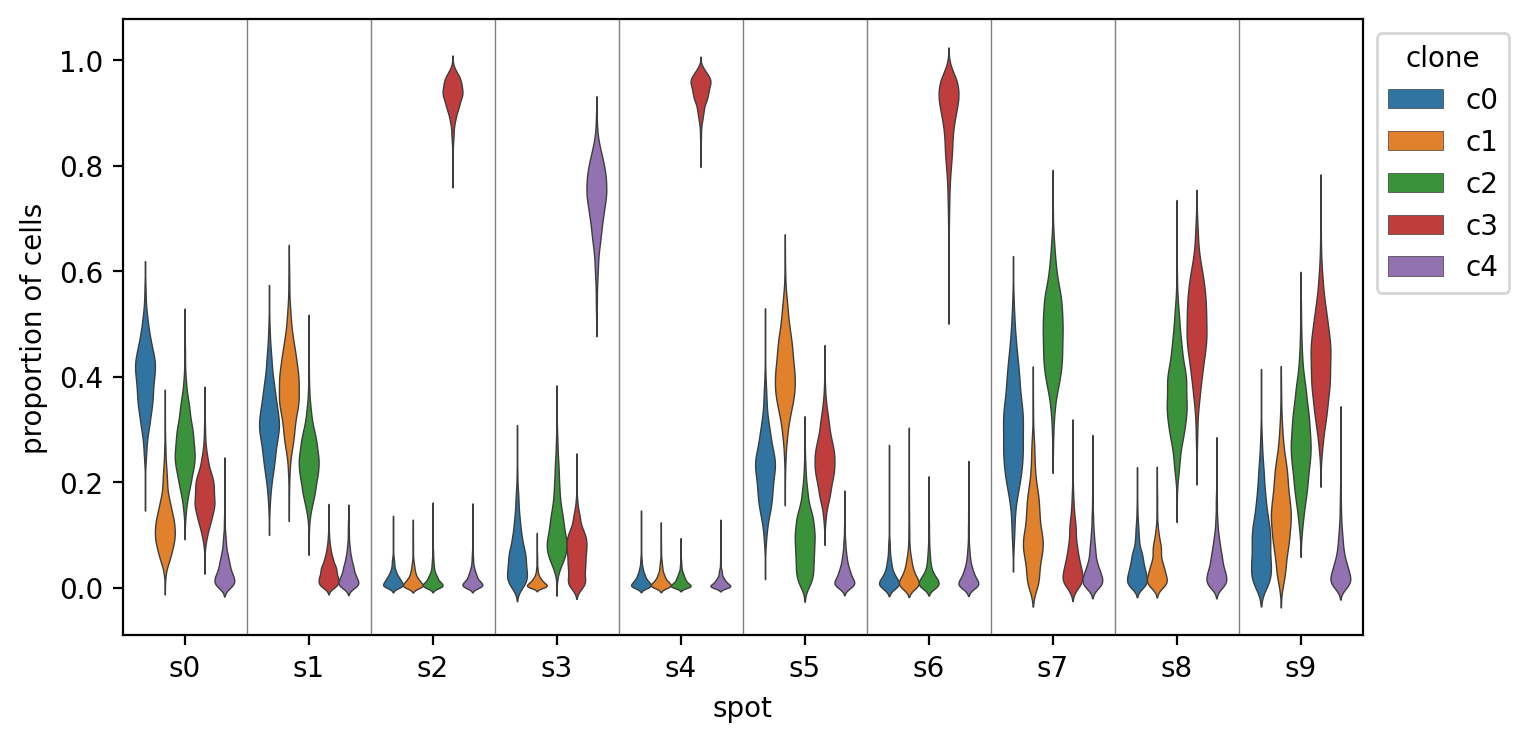 1.0
0.8
0.6
0.4
0.2
0.0
proportion of cells
s0 s1 s2 s3 s4 s5 s6 s7 s8 s9
spot
clone
c0
c1
c2
c3
c4